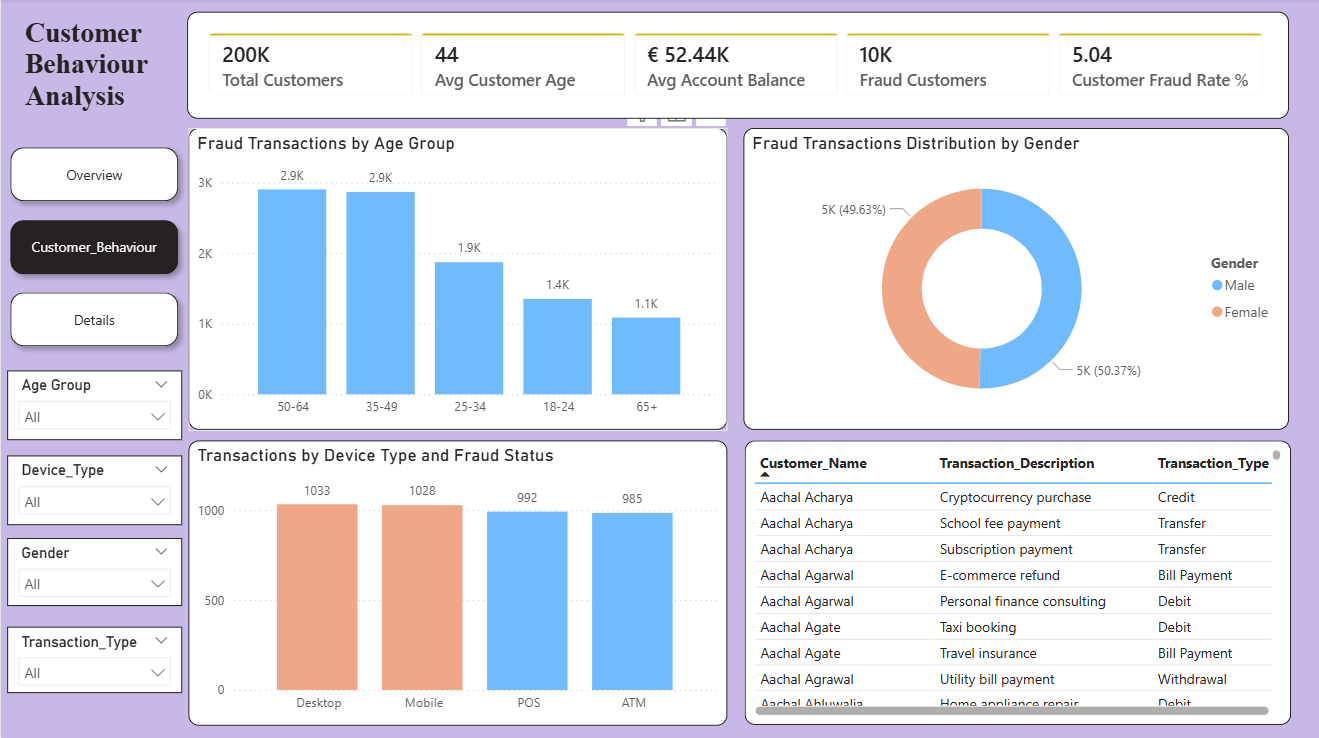 Customer
Behaviour
Analysis
200K
Total Customers
44
Avg Customer Age
€ 52.44K
Avg Account Balance
10K
Fraud Customers
5.04
Customer Fraud Rate %
Overview
Customer_Behaviour
Details
Age Group
All
Device_Type
All
Gender
All
Transaction_Type
All
Fraud Transactions by Age Group
3K
2K
1K
0K
2.9K
2.9K
1.9K
1.4K
1.1K
50-64 35-49 25-34 18-24 65+
Fraud Transactions Distribution by Gender
5K (49.63%)
5K (50.37%)
Gender
Male
Female
Transactions by Device Type and Fraud Status
1000
500
0
1033 1028 992 985
Desktop Mobile POS ATM
Customer_Name Transaction_Description Transaction_Type
Aachal Acharya Cryptocurrency purchase Credit
Aachal Acharya School fee payment Transfer
Aachal Acharya Subscription payment Transfer
Aachal Agarwal E-commerce refund Bill Payment
Aachal Agarwal Personal finance consulting Debit
Aachal Agate Taxi booking Debit
Aachal Agate Travel insurance Bill Payment
Aachal Agrawal Utility bill payment Withdrawal
Aachal Ahluwalia Home appliance repair Debit